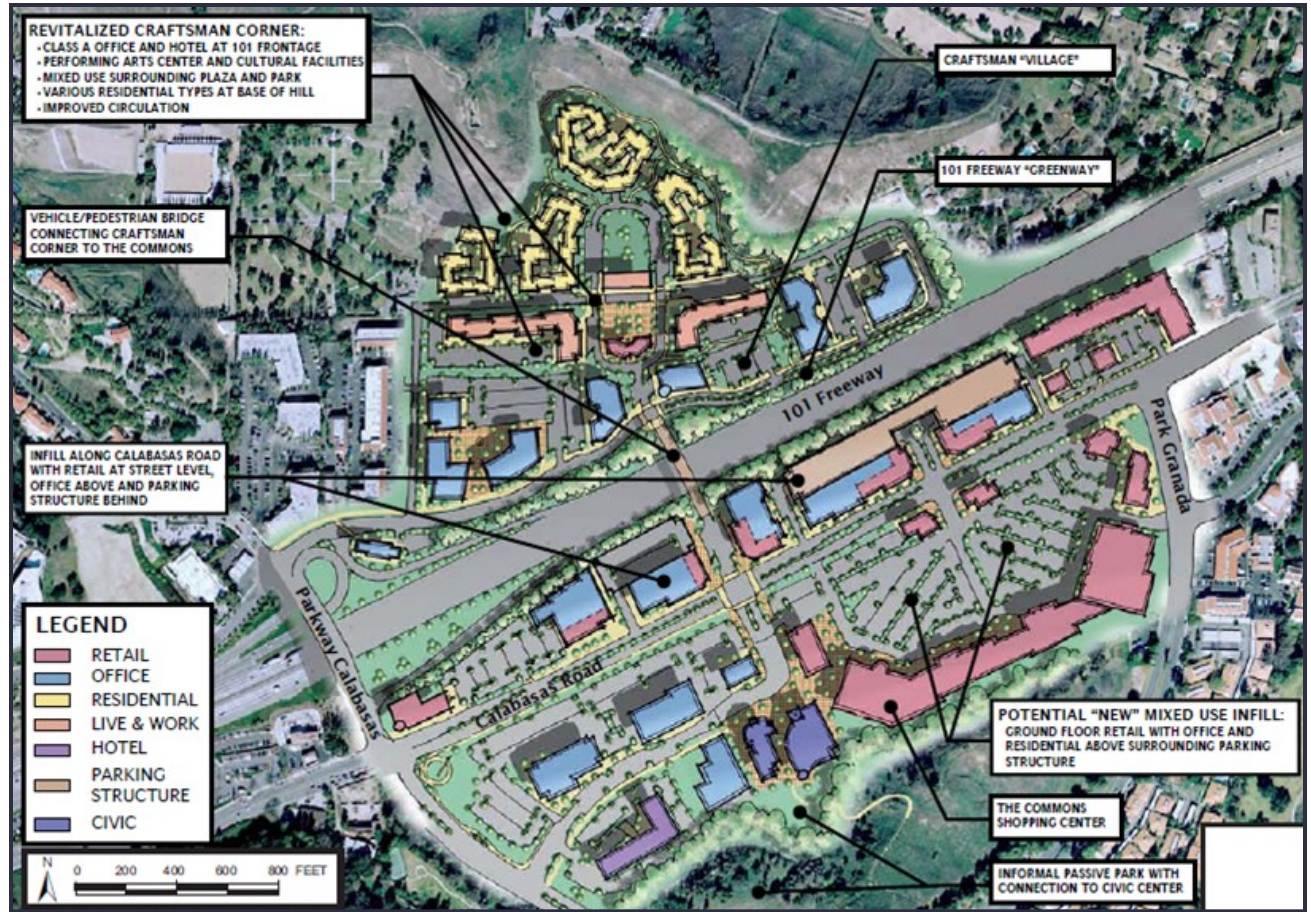 REVITALIZED CRAFTSMAN CORNER:
- CLASS A OFFICE AND HOTEL AT 101 FRONTAGE
- PERFORMING ARTS CENTER AND CULTURAL FACILITIES
- MIXED USE SURROUNDING PLAZA AND PARK
- VARIOUS RESIDENTIAL TYPES AT BASE OF HILL
- IMPROVED CIRCULATION
CRAFTSMAN "VILLAGE"
101 FREEWAY "GREENWAY"
VEHICLE/PEDESTRIAN BRIDGE
CONNECTING CRAFTSMAN
CORNER TO THE COMMONS
101 Freeway
Park Granada
INFILL ALONG CALABASAS ROAD
WITH RETAIL AT STREET LEVEL,
OFFICE ABOVE AND PARKING
STRUCTURE BEHIND
Parkway Calabasas
Calabasas Road
LEGEND
RETAIL
OFFICE
RESIDENTIAL
LIVE & WORK
HOTEL
PARKING
STRUCTURE
CIVIC
POTENTIAL "NEW" MIXED USE INFILL:
GROUND FLOOR RETAIL WITH OFFICE AND
RESIDENTIAL ABOVE SURROUNDING PARKING
STRUCTURE
THE COMMONS
SHOPPING CENTER
INFORMAL PASSIVE PARK WITH
CONNECTION TO CIVIC CENTER
N
0 200 400 600 800 FEET